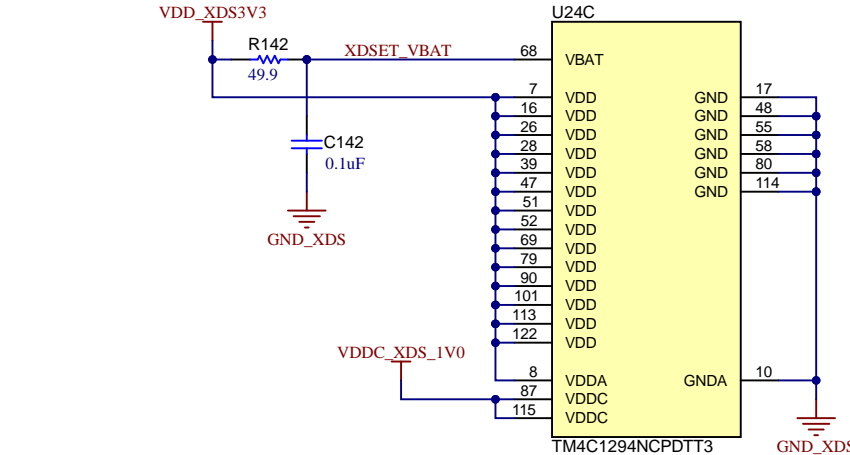 VDD_XDS3V3
U24C
R142
49.9
XDSET_VBAT
68 VBAT
7 VDD GND 17
16 VDD GND 48
26 VDD GND 55
28 VDD GND 58
39 VDD GND 80
47 VDD GND 114
51 VDD
52 VDD
69 VDD
79 VDD
90 VDD
101 VDD
113 VDD
122 VDD
C142
0.1uF
GND_XDS
VDDC_XDS_1V0
8 VDDA GNDA 10
87 VDDC
115 VDDC
TM4C1294NCPDTT3
GND_XDS